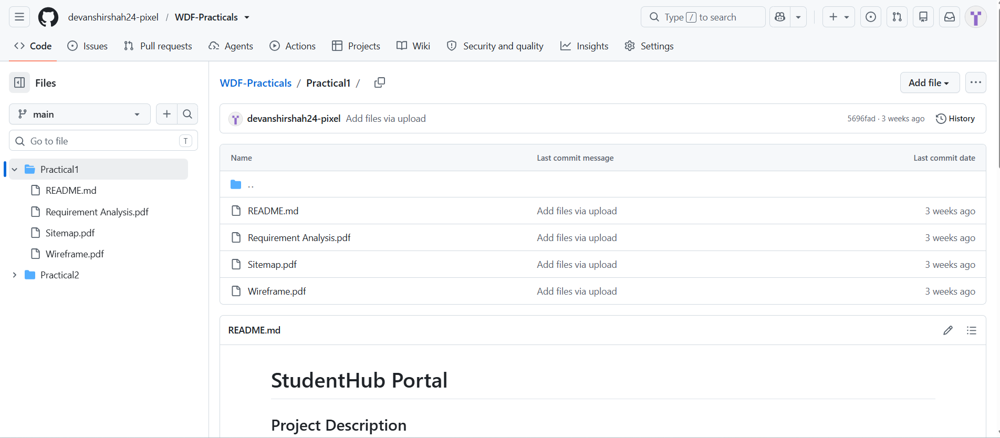 devanshirshah24-pixel / WDF-Practicals
Type / to search
Code Issues Pull requests Agents Actions Projects Wiki Security and quality Insights Settings
Files
main
Go to file T
Practical1
README.md
Requirement Analysis.pdf
Sitemap.pdf
Wireframe.pdf
Practical2
WDF-Practicals / Practical1 /
Add file
devanshirshah24-pixel Add files via upload 5696fad · 3 weeks ago History
Name Last commit message Last commit date
..
README.md Add files via upload 3 weeks ago
Requirement Analysis.pdf Add files via upload 3 weeks ago
Sitemap.pdf Add files via upload 3 weeks ago
Wireframe.pdf Add files via upload 3 weeks ago
README.md
StudentHub Portal
Project Description